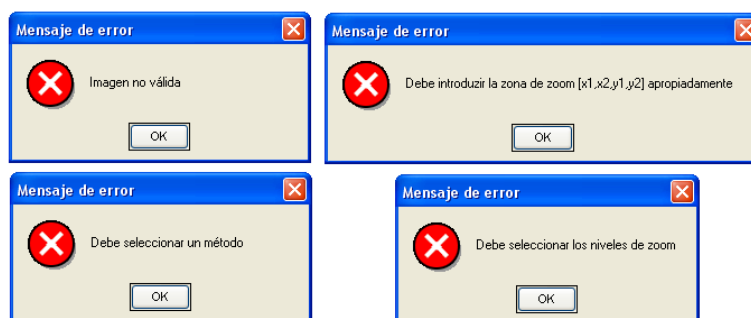 Mensaje de error
Imagen no válida
OK
Mensaje de error
Debe introducir la zona de zoom [x1,x2,y1,y2] apropiadamente
OK
Mensaje de error
Debe seleccionar un método
OK
Mensaje de error
Debe seleccionar los niveles de zoom
OK